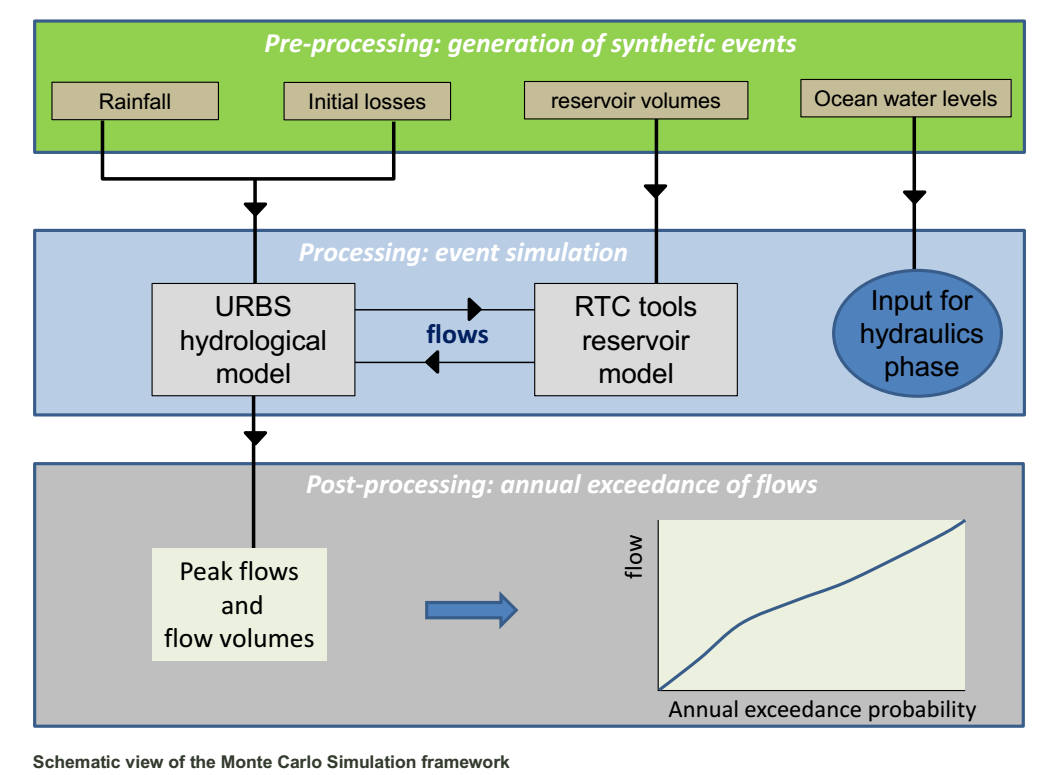 Pre-processing: generation of synthetic events
Rainfall
Initial losses
reservoir volumes
Ocean water levels
Processing: event simulation
URBS
hydrological
model
flows
RTC tools
reservoir
model
Input for
hydraulics
phase
Post-processing: annual exceedance of flows
Peak flows
and
flow volumes
flow
Annual exceedance probability
Schematic view of the Monte Carlo Simulation framework